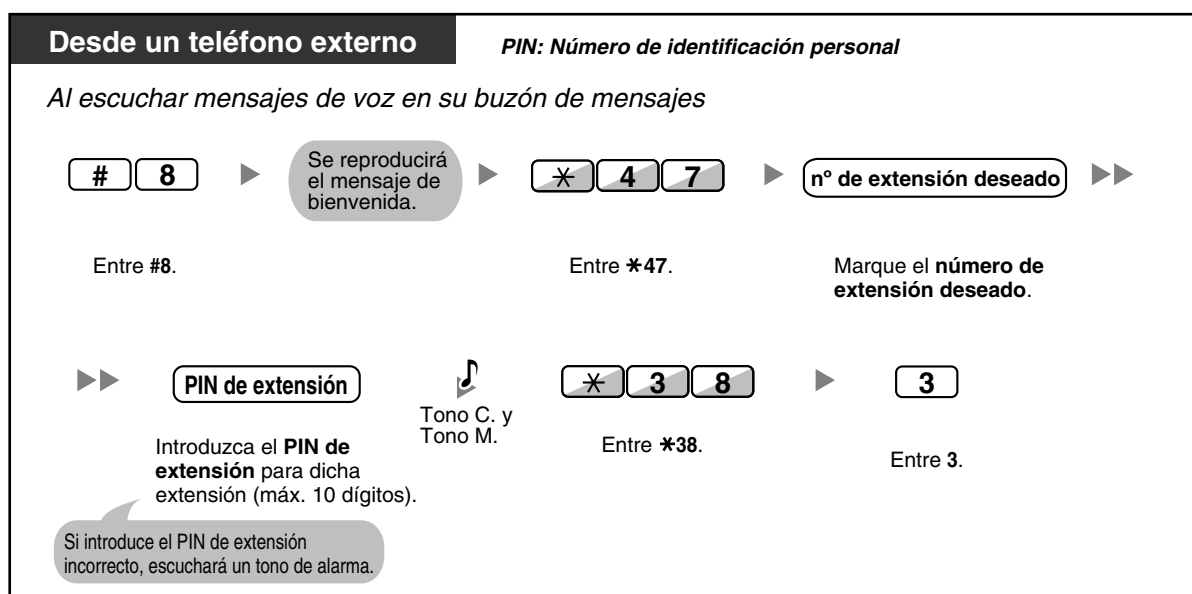 Desde un teléfono externo
PIN: Número de identificación personal
Al escuchar mensajes de voz en su buzón de mensajes
# 8
Se reproducirá
el mensaje de
bienvenida.
* 4 7
nº de extensión deseado
Entre #8.
Entre *47.
Marque el número de
extensión deseado.
PIN de extensión
Tono C. y
Tono M.
* 3 8
3
Introduzca el PIN de
extensión para dicha
extensión (máx. 10 dígitos).
Entre *38.
Entre 3.
Si introduce el PIN de extensión
incorrecto, escuchará un tono de alarma.